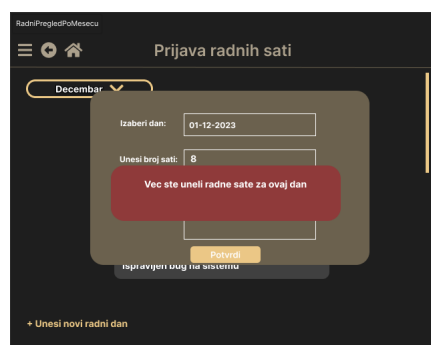 RadniPregledPoMesecu
Prijava radnih sati
Decembar
Izaberi dan: 01-12-2023
Unesi broj sati: 8
Vec ste uneli radne sate za ovaj dan
Potvrdi
Ispravljen bug na sistemu
+ Unesi novi radni dan